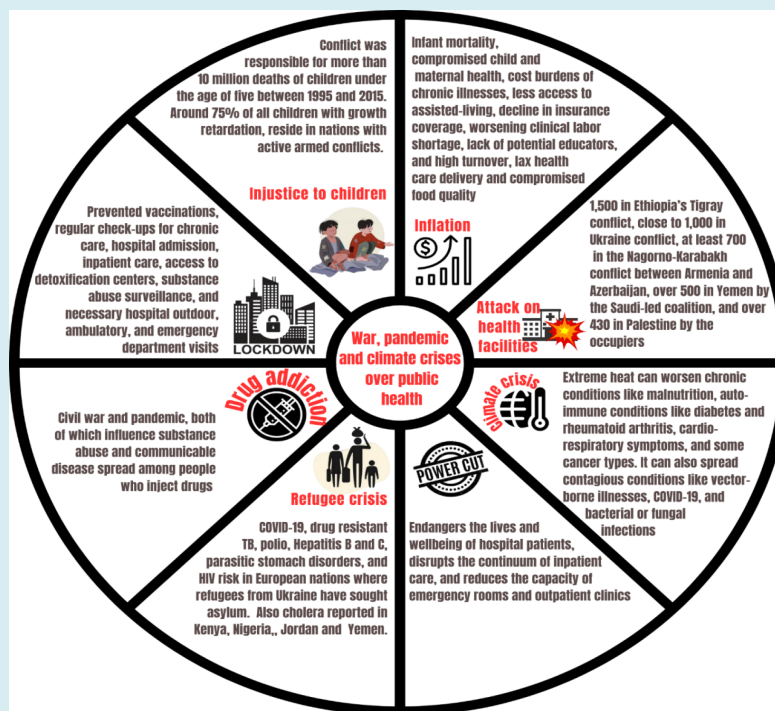 Conflict was
responsible for more than
10 million deaths of children under
the age of five between 1995 and 2015.
Around 75% of all children with growth
retardation, reside in nations with
active armed conflicts.
Injustice to children
Infant mortality,
compromised child and
maternal health, cost burdens of
chronic illnesses, less access to
assisted-living, decline in insurance
coverage, worsening clinical labor
shortage, lack of potential educators,
and high turnover, lax health
care delivery and compromised
food quality
Inflation
$
1,500 in Ethiopia's Tigray
conflict, close to 1,000 in
Ukraine conflict, at least 700
in the Nagorno-Karabakh
conflict between Armenia and
Azerbaijan, over 500 in Yemen by
the Saudi-led coalition, and over
430 in Palestine by the
occupiers
Attack on
health
facilities
Extreme heat can worsen chronic
conditions like malnutrition, auto-
immune conditions like diabetes and
rheumatoid arthritis, cardio-
respiratory symptoms, and some
cancer types. It can also spread
contagious conditions like vector-
borne illnesses, COVID-19, and
bacterial or fungal
infections
Climate crisis
POWER CUT
Endangers the lives and
wellbeing of hospital patients,
disrupts the continuum of inpatient
care, and reduces the capacity of
emergency rooms and outpatient clinics
Refugee crisis
COVID-19, drug resistant
TB, polio, Hepatitis B and C,
parasitic stomach disorders, and
HIV risk in European nations where
refugees from Ukraine have sought
asylum. Also cholera reported in
Kenya, Nigeria,, Jordan and Yemen.
Drug addiction
Civil war and pandemic, both
of which influence substance
abuse and communicable
disease spread among people
who inject drugs
Prevented vaccinations,
regular check-ups for chronic
care, hospital admission,
inpatient care, access to
detoxification centers, substance
abuse surveillance, and
necessary hospital outdoor,
ambulatory, and emergency
department visits
LOCKDOWN
War, pandemic
and climate crises
over public
health